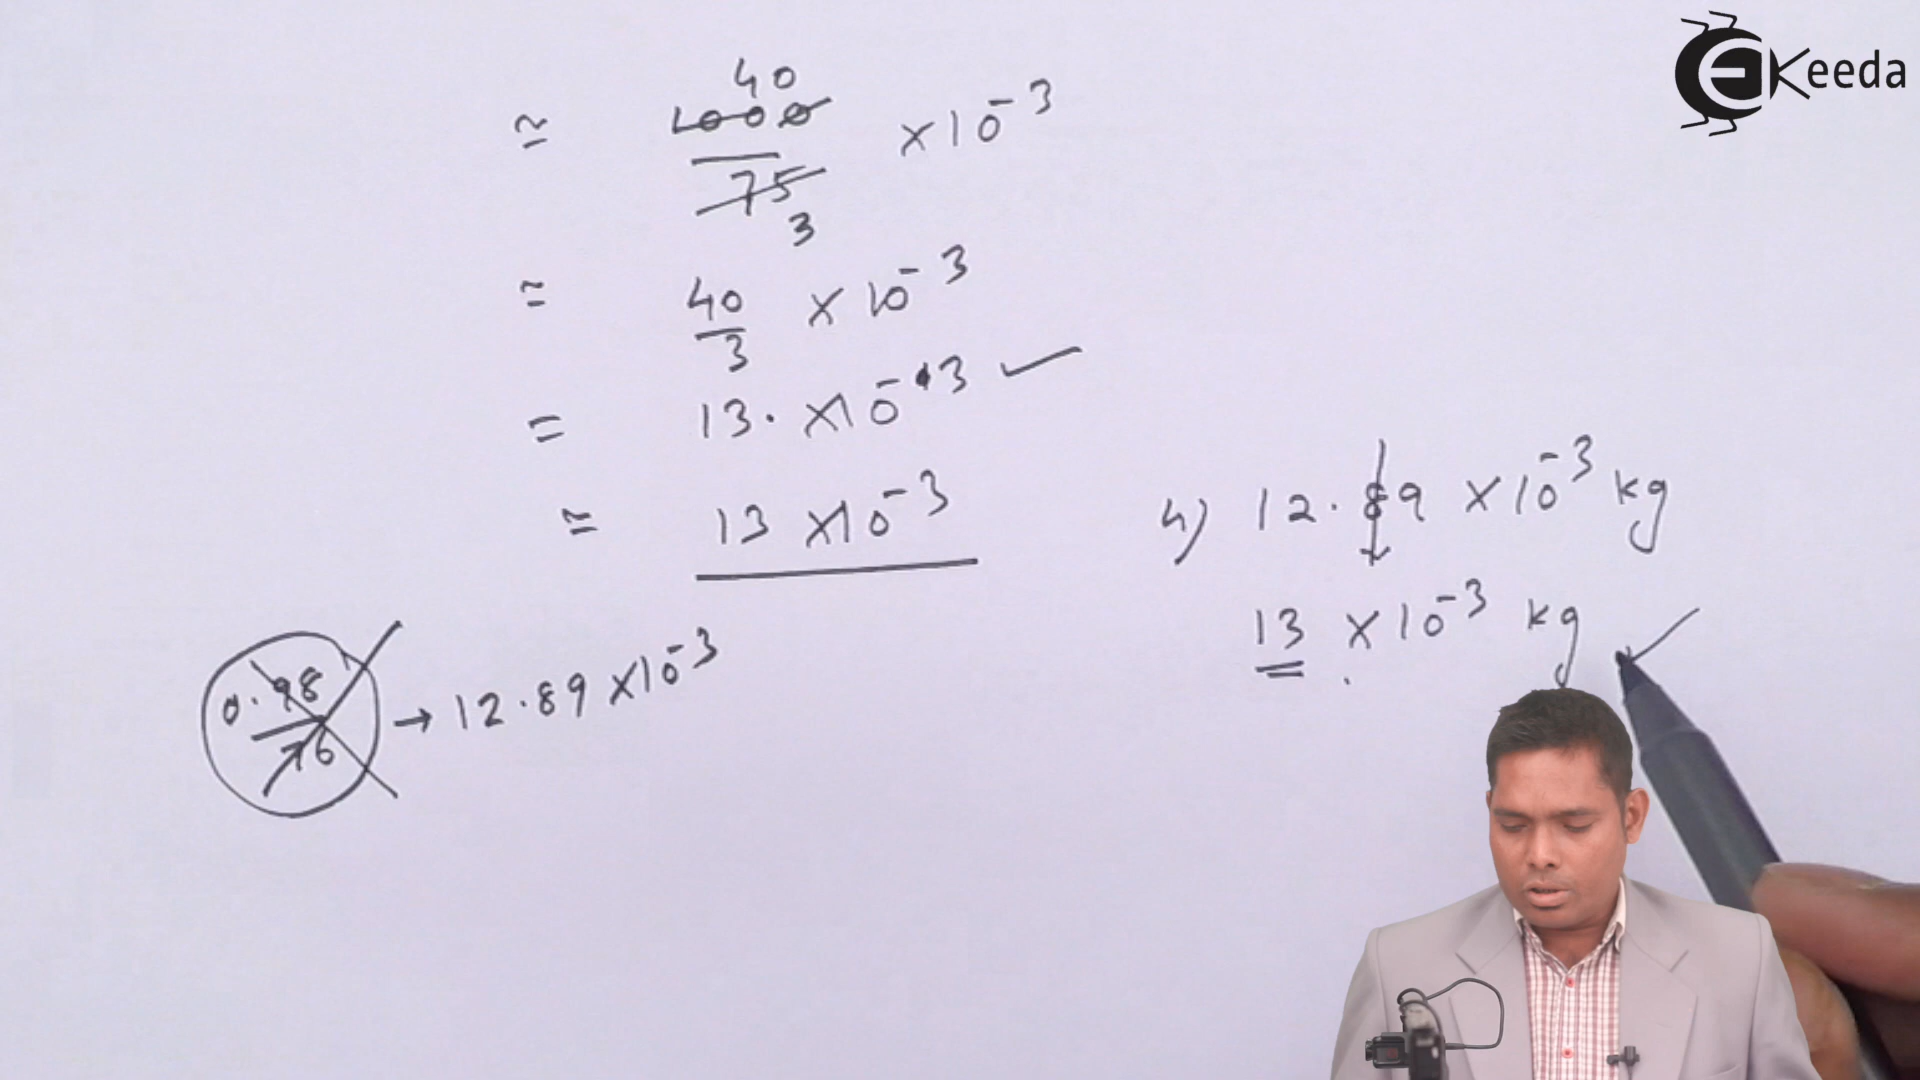 EKeeda
40
≃ 1000/75 × 10⁻³
3
≃ 40/3 × 10⁻³
= 13. × 10⁻³ ✓
≃ 13 × 10⁻³
0.98/76 → 12.89 × 10⁻³
4) 12.89 × 10⁻³ kg
13 × 10⁻³ kg ✓